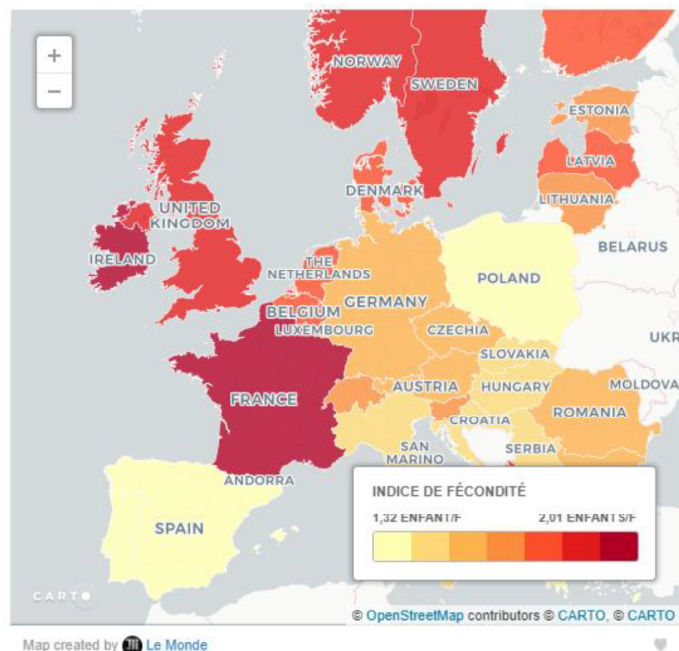 +
−
NORWAY
SWEDEN
ESTONIA
LATVIA
DENMARK
LITHUANIA
UNITED
KINGDOM
IRELAND
BELARUS
THE
NETHERLANDS
POLAND
BELGIUM
GERMANY
LUXEMBOURG
CZECHIA
UKR
SLOVAKIA
AUSTRIA
HUNGARY
MOLDOVA
FRANCE
CROATIA
ROMANIA
SAN
MARINO
SERBIA
ANDORRA
SPAIN
INDICE DE FÉCONDITÉ
1,32 ENFANT/F 2,01 ENFANTS/F
CARTO
© OpenStreetMap contributors © CARTO, © CARTO
Map created by M Le Monde